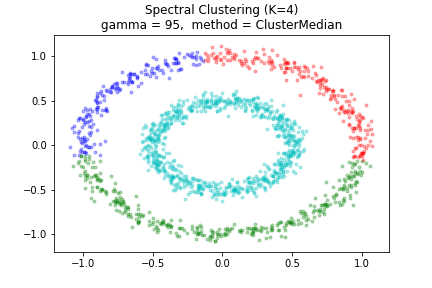 Spectral Clustering (K=4)
gamma = 95,  method = ClusterMedian
1.0
0.5
0.0
−0.5
−1.0
−1.0 −0.5 0.0 0.5 1.0